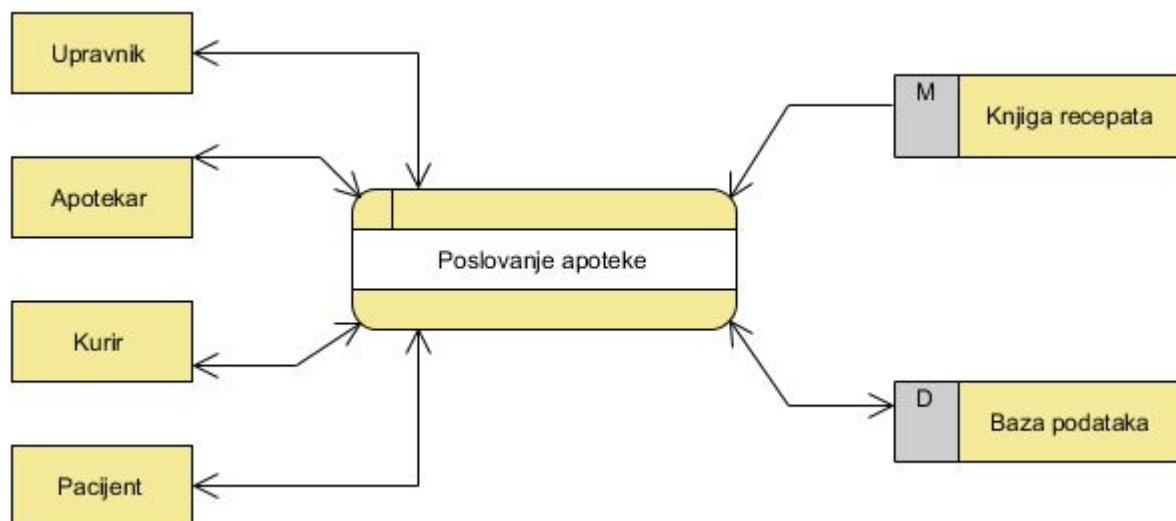 Upravnik
Apotekar
Kurir
Pacijent
Poslovanje apoteke
M
Knjiga recepata
D
Baza podataka